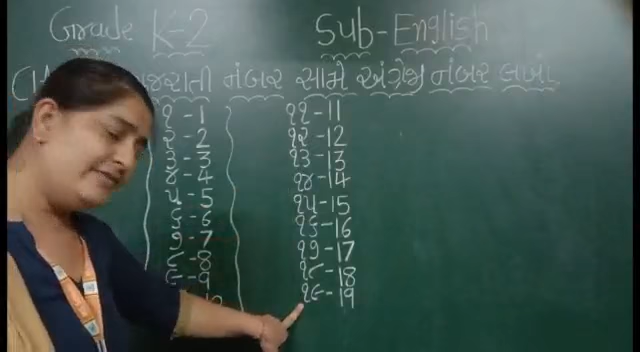 Grade K-2 Sub-English
ગુજરાતી નંબર સામે અંગ્રેજી નંબર લખો.
૧ - 1 ૧૧ - 11
૨ - 2 ૧૨ - 12
૩ - 3 ૧૩ - 13
૪ - 4 ૧૪ - 14
૫ - 5 ૧૫ - 15
૬ - 6 ૧૬ - 16
૭ - 7 ૧૭ - 17
૮ - 8 ૧૮ - 18
૯ - 9 ૧૯ - 19
10